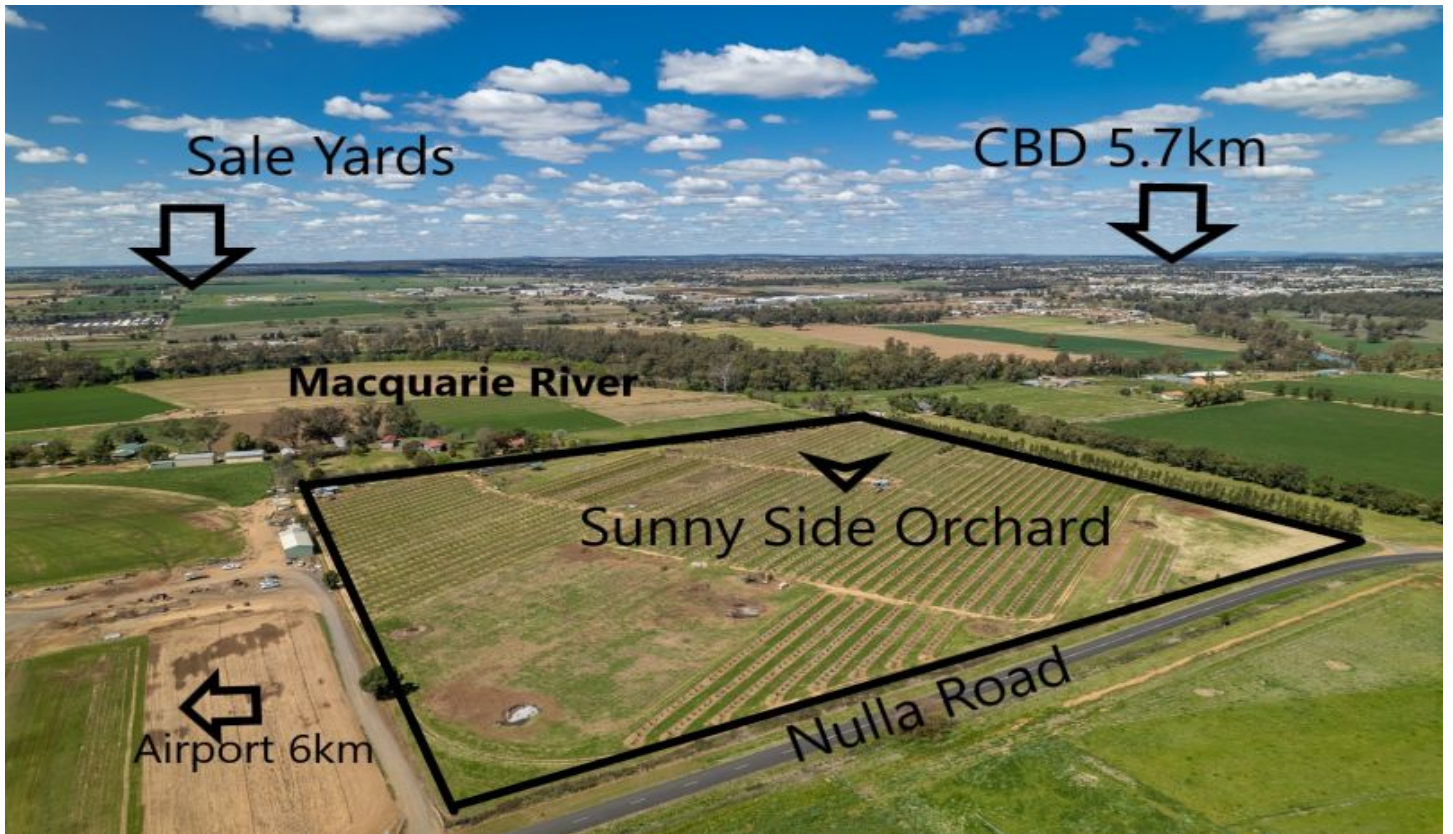 Sale Yards
CBD 5.7km
Macquarie River
Sunny Side Orchard
Nulla Road
Airport 6km